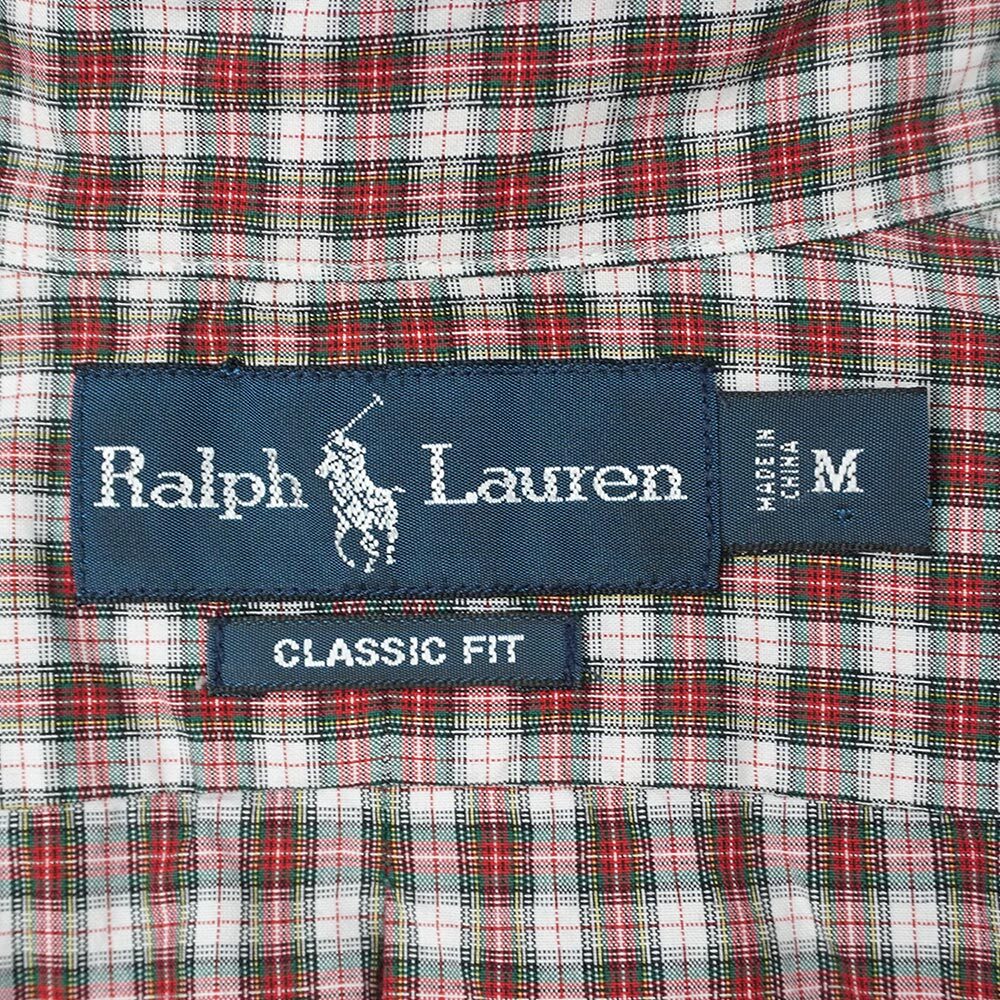 Ralph Lauren
MADE IN
CHINA
M
CLASSIC FIT